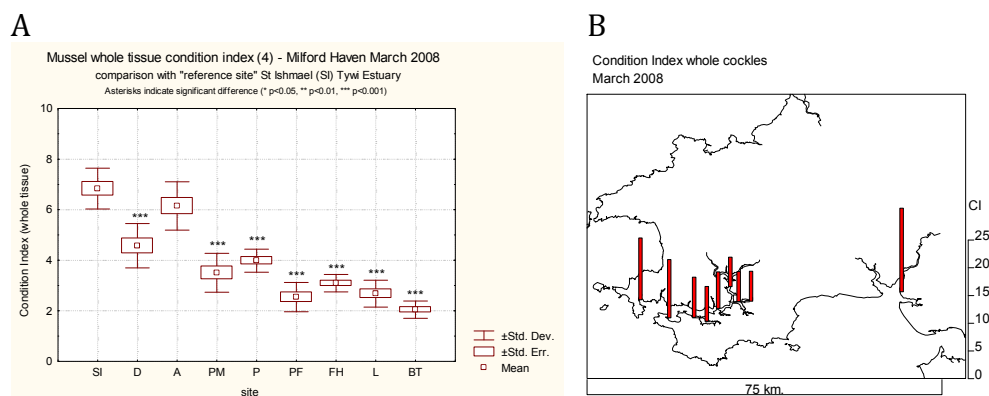 A
Mussel whole tissue condition index (4) - Milford Haven March 2008
comparison with "reference site" St Ishmael (SI) Tywi Estuary
Asterisks indicate significant difference (* p<0.05, ** p<0.01, *** p<0.001)
10
8
6
4
2
0
Condition Index (whole tissue)
***
***
***
***
***
***
***
SI D A PM P PF FH L BT
site
±Std. Dev.
±Std. Err.
Mean
B
Condition Index whole cockles
March 2008
CI
25
20
15
10
5
0
75 km.